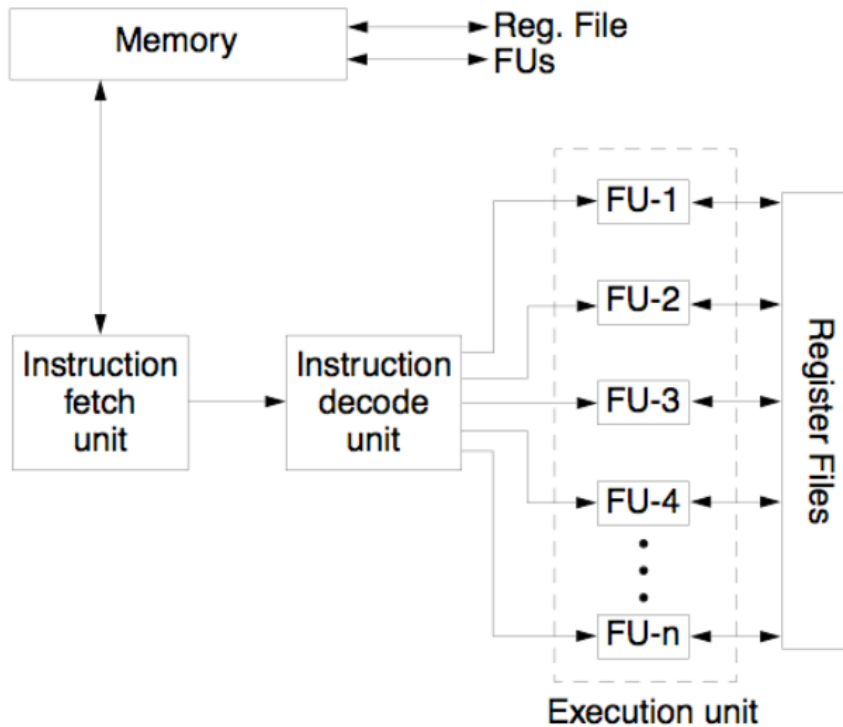 Memory
Reg. File
FUs
Instruction
fetch
unit
Instruction
decode
unit
FU-1
FU-2
FU-3
FU-4
FU-n
Register Files
Execution unit